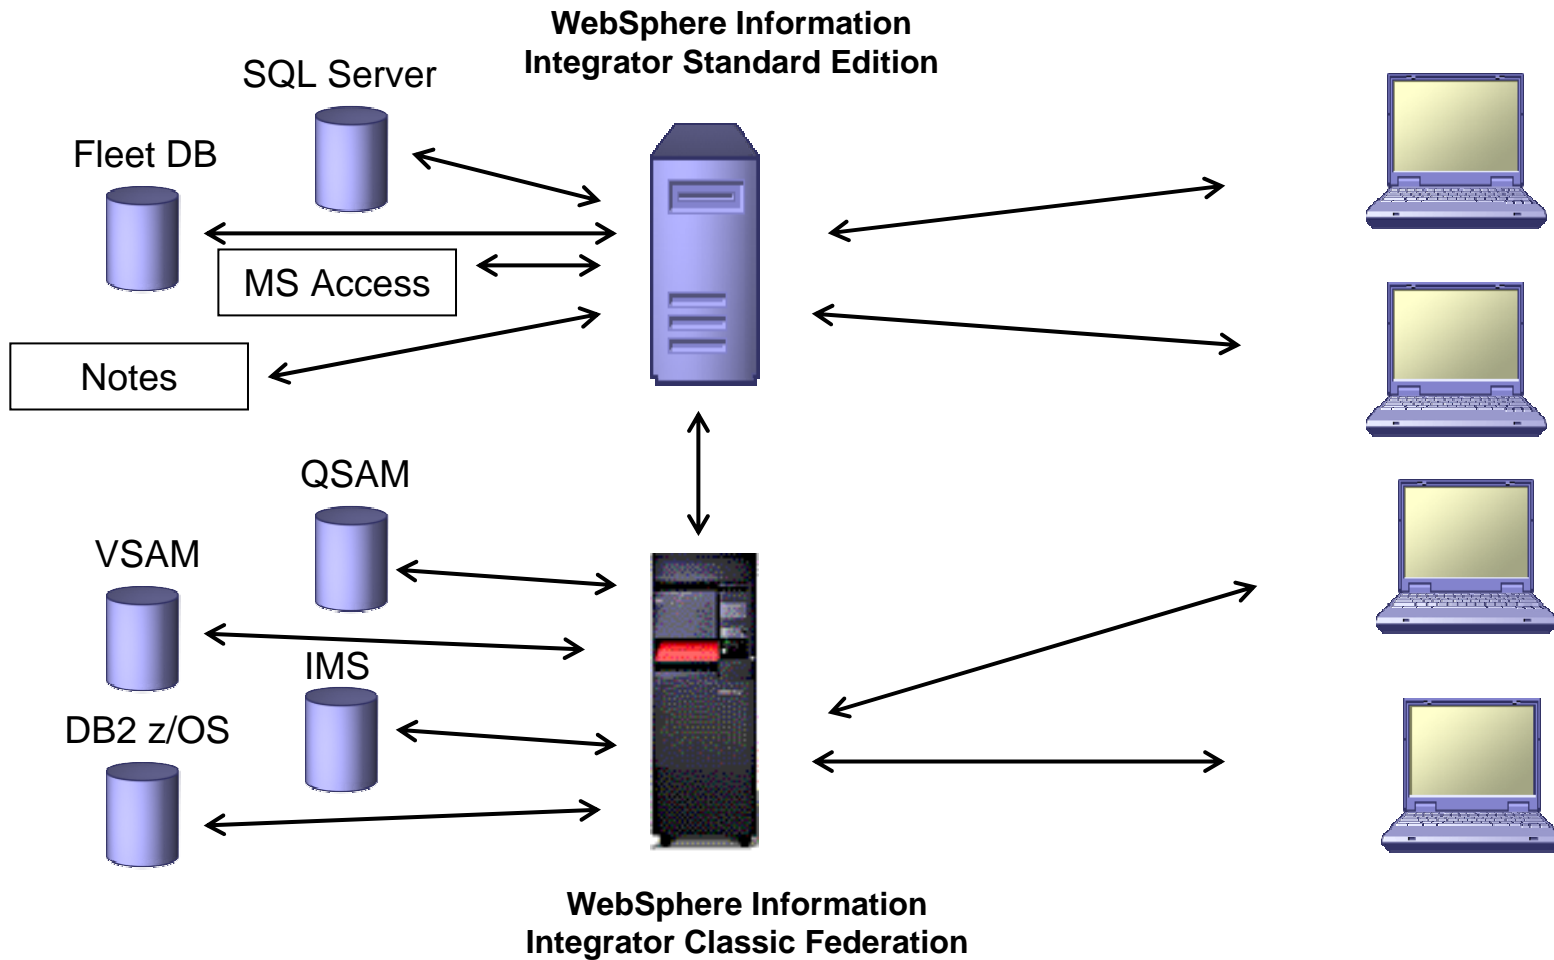 WebSphere Information
Integrator Standard Edition
SQL Server
Fleet DB
MS Access
Notes
QSAM
VSAM
IMS
DB2 z/OS
WebSphere Information
Integrator Classic Federation